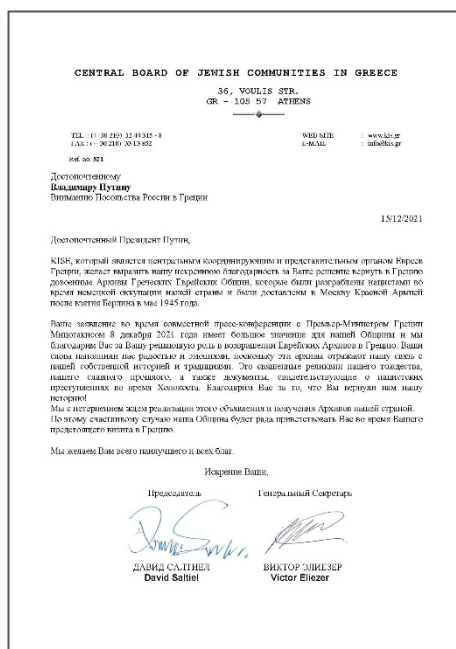 CENTRAL BOARD OF JEWISH COMMUNITIES IN GREECE
36, VOULIS STR.
GR - 105 57 ATHENS
TEL : (++30 210) 32 44 315 - 8
FAX : (++30 210) 33 13 852
WEB SITE : www.kis.gr
E-MAIL : info@kis.gr
Ref. no. 521
Достопочтенному
Владимиру Путину
Вниманию Посольства России в Греции
15/12/2021
Достопочтенный Президент Путин,
KISE, который является центральным координирующим и представительным органом Евреев
Греции, желает выразить нашу искреннюю благодарность за Ваше решение вернуть в Грецию
довоенные Архивы Греческих Еврейских Общин, которые были разграблены нацистами во
время немецкой оккупации нашей страны и были доставлены в Москву Красной Армией
после взятия Берлина в мае 1945 года.
Ваше заявление во время совместной пресс-конференции с Премьер-Министром Греции
Мицотакисом 8 декабря 2021 года имеет большое значение для нашей Общины и мы
благодарим Вас за Вашу решающую роль в возвращении Еврейских Архивов в Грецию. Ваши
слова наполнили нас радостью и эмоциями, поскольку эти архивы отражают нашу связь с
нашей собственной историей и традициями. Это священные реликвии нашего тождества,
нашего славного прошлого, а также документы, свидетельствующие о нацистских
преступлениях во время Холокоста. Благодарим Вас за то, что Вы вернули нам нашу
историю!
Мы с нетерпением ждем реализации этого объявления и получения Архивов нашей страной.
По этому счастливому случаю наша Община будет рада приветствовать Вас во время Вашего
предстоящего визита в Грецию.
Мы желаем Вам всего наилучшего и всех благ.
Искренне Ваши,
Председатель Генеральный Секретарь
ДАВИД САЛТИЕЛ ВИКТОР ЭЛИЕЗЕР
David Saltiel Victor Eliezer